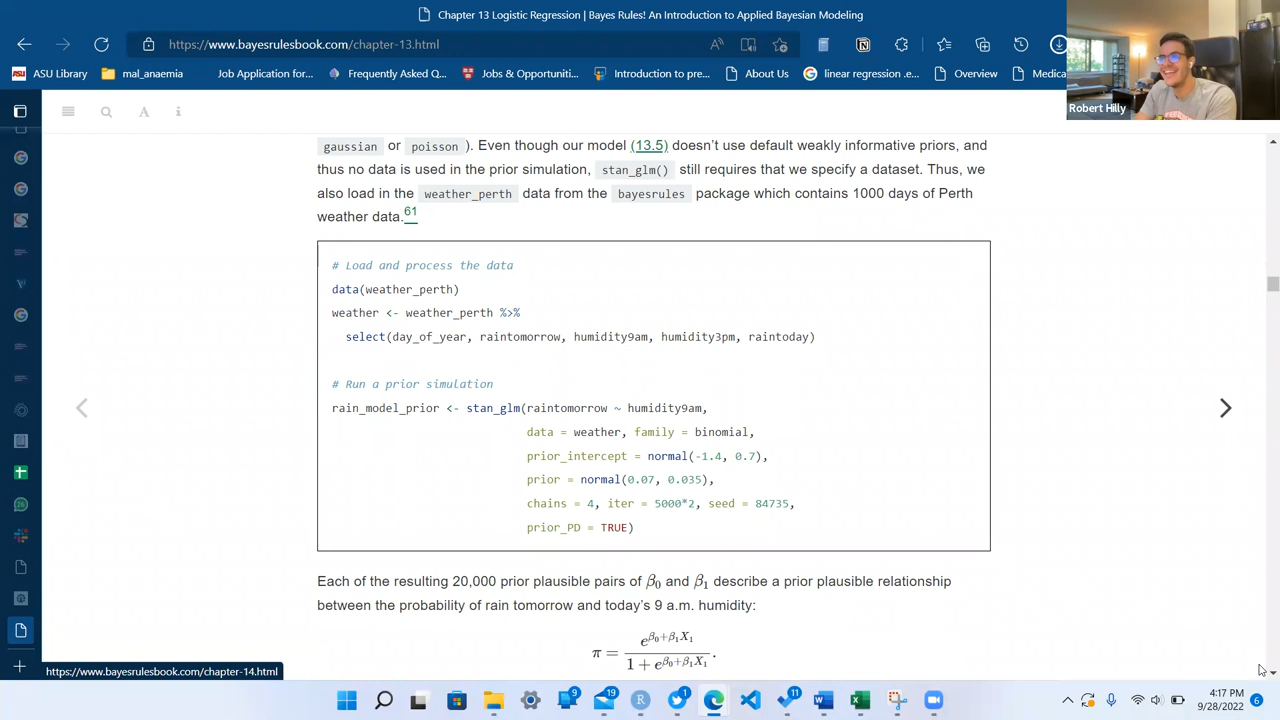 Chapter 13 Logistic Regression | Bayes Rules! An Introduction to Applied Bayesian Modeling
https://www.bayesrulesbook.com/chapter-13.html
ASU Library
mal_anaemia
Job Application for...
Frequently Asked Q...
Jobs & Opportuniti...
Introduction to pre...
About Us
linear regression .e...
Overview
Medica
Robert Hilly
gaussian or poisson ). Even though our model (13.5) doesn't use default weakly informative priors, and
thus no data is used in the prior simulation, stan_glm() still requires that we specify a dataset. Thus, we
also load in the weather_perth data from the bayesrules package which contains 1000 days of Perth
weather data.61
# Load and process the data
data(weather_perth)
weather <- weather_perth %>%
select(day_of_year, raintomorrow, humidity9am, humidity3pm, raintoday)
# Run a prior simulation
rain_model_prior <- stan_glm(raintomorrow ~ humidity9am,
data = weather, family = binomial,
prior_intercept = normal(-1.4, 0.7),
prior = normal(0.07, 0.035),
chains = 4, iter = 5000*2, seed = 84735,
prior_PD = TRUE)
Each of the resulting 20,000 prior plausible pairs of β0 and β1 describe a prior plausible relationship
between the probability of rain tomorrow and today's 9 a.m. humidity:
π = e^(β0+β1X1) / (1 + e^(β0+β1X1)).
https://www.bayesrulesbook.com/chapter-14.html
9
19
1
11
4:17 PM
9/28/2022
6